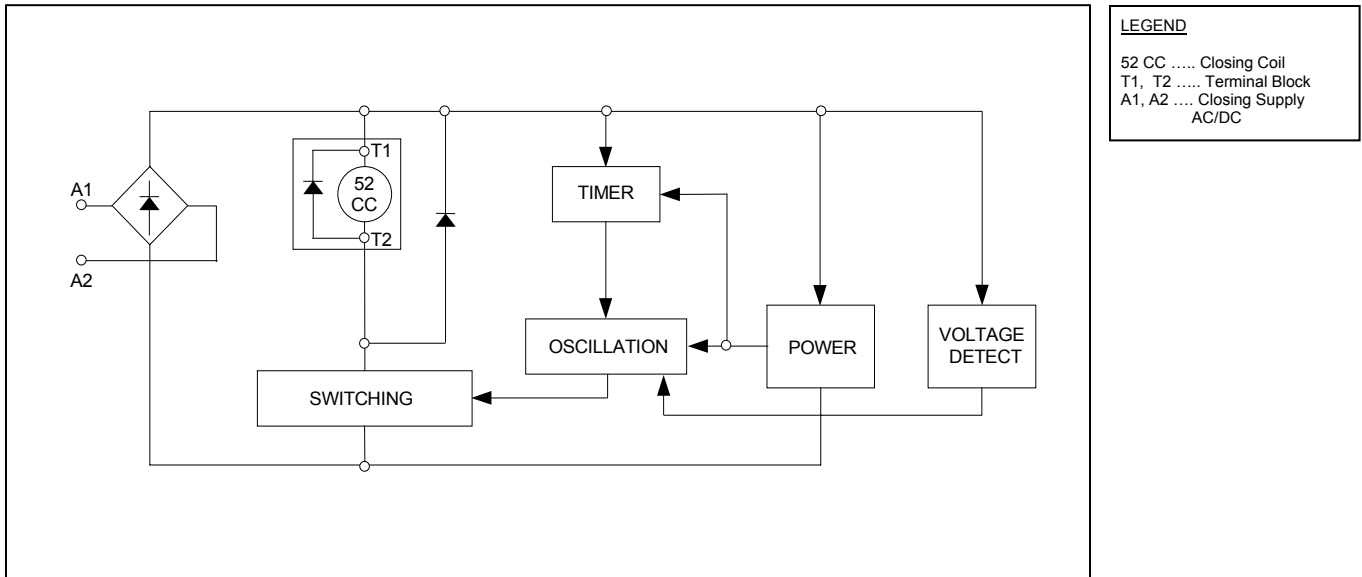 LEGEND
52 CC ..... Closing Coil
T1, T2 ..... Terminal Block
A1, A2 .... Closing Supply
AC/DC
A1
A2
T1
52
CC
T2
TIMER
OSCILLATION
POWER
VOLTAGE
DETECT
SWITCHING